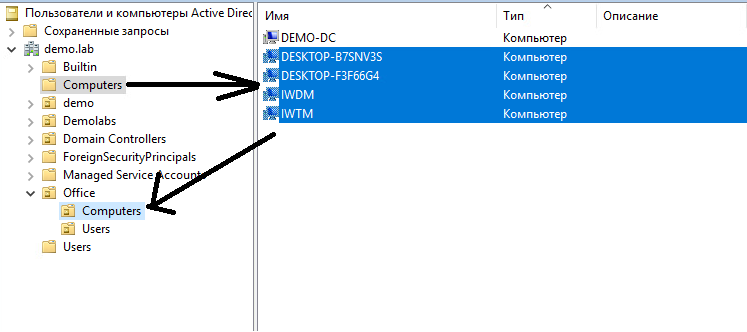 Пользователи и компьютеры Active Direc
Сохраненные запросы
demo.lab
Builtin
Computers
demo
Demolabs
Domain Controllers
ForeignSecurityPrincipals
Managed Service Accounts
Office
Computers
Users
Users
Имя Тип Описание
DEMO-DC Компьютер
DESKTOP-B7SNV3S Компьютер
DESKTOP-F3F66G4 Компьютер
IWDM Компьютер
IWTM Компьютер